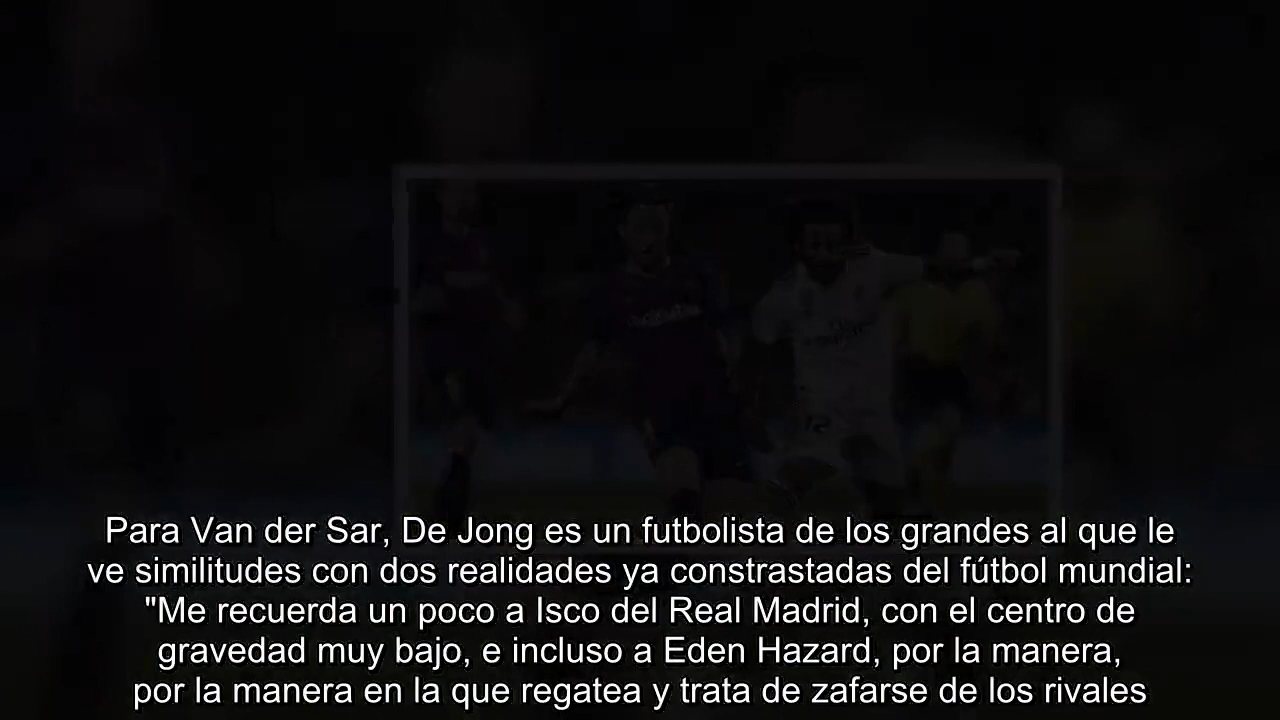 Para Van der Sar, De Jong es un futbolista de los grandes al que le
ve similitudes con dos realidades ya constrastadas del fútbol mundial:
"Me recuerda un poco a Isco del Real Madrid, con el centro de
gravedad muy bajo, e incluso a Eden Hazard, por la manera,
por la manera en la que regatea y trata de zafarse de los rivales
12